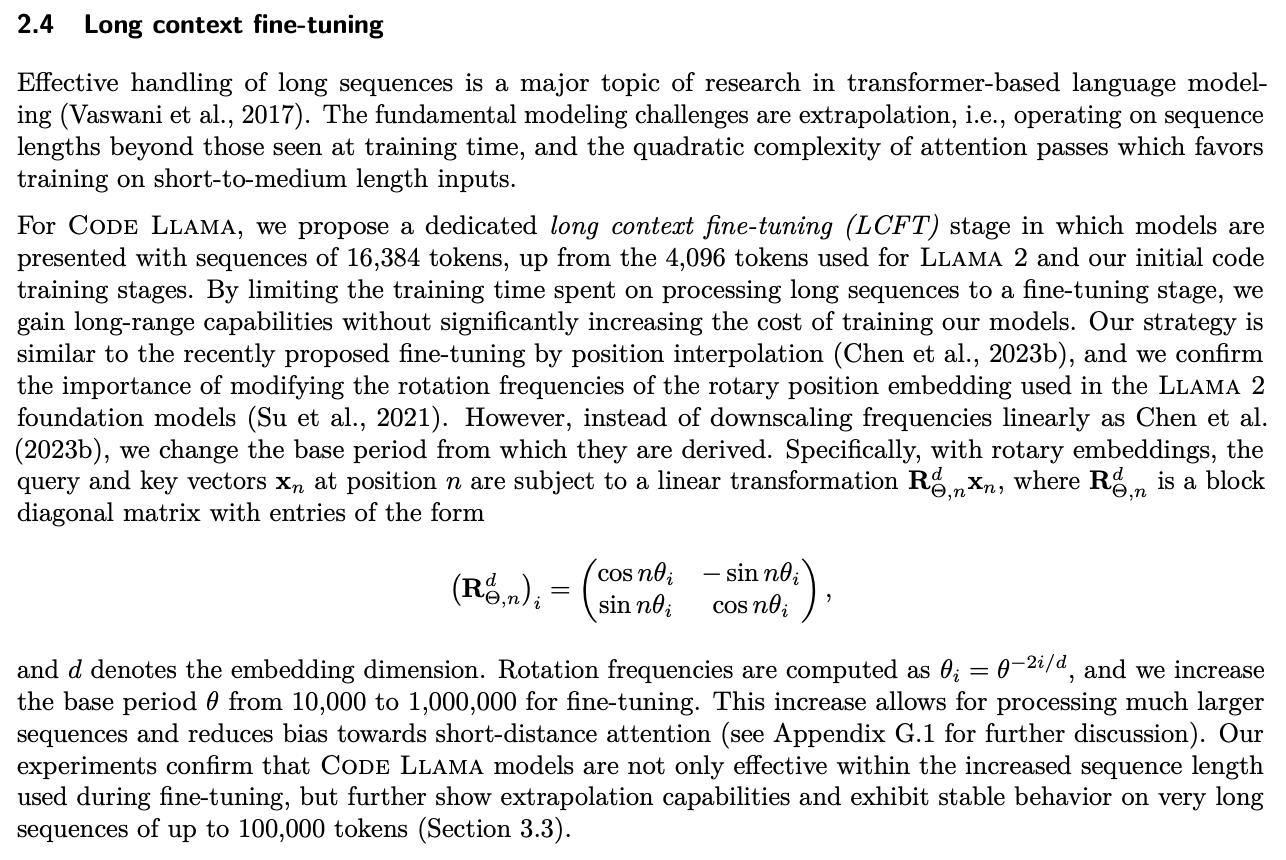 2.4 Long context fine-tuning
Effective handling of long sequences is a major topic of research in transformer-based language model-
ing (Vaswani et al., 2017). The fundamental modeling challenges are extrapolation, i.e., operating on sequence
lengths beyond those seen at training time, and the quadratic complexity of attention passes which favors
training on short-to-medium length inputs.
For CODE LLAMA, we propose a dedicated long context fine-tuning (LCFT) stage in which models are
presented with sequences of 16,384 tokens, up from the 4,096 tokens used for LLAMA 2 and our initial code
training stages. By limiting the training time spent on processing long sequences to a fine-tuning stage, we
gain long-range capabilities without significantly increasing the cost of training our models. Our strategy is
similar to the recently proposed fine-tuning by position interpolation (Chen et al., 2023b), and we confirm
the importance of modifying the rotation frequencies of the rotary position embedding used in the LLAMA 2
foundation models (Su et al., 2021). However, instead of downscaling frequencies linearly as Chen et al.
(2023b), we change the base period from which they are derived. Specifically, with rotary embeddings, the
query and key vectors $\mathbf{x}_n$ at position $n$ are subject to a linear transformation $\mathbf{R}^d_{\Theta,n}\mathbf{x}_n$, where $\mathbf{R}^d_{\Theta,n}$ is a block
diagonal matrix with entries of the form
$(\mathbf{R}^d_{\Theta,n})_i = \begin{pmatrix} \cos n\theta_i & -\sin n\theta_i \\ \sin n\theta_i & \cos n\theta_i \end{pmatrix},$
and $d$ denotes the embedding dimension. Rotation frequencies are computed as $\theta_i = \theta^{-2i/d}$, and we increase
the base period $\theta$ from 10,000 to 1,000,000 for fine-tuning. This increase allows for processing much larger
sequences and reduces bias towards short-distance attention (see Appendix G.1 for further discussion). Our
experiments confirm that CODE LLAMA models are not only effective within the increased sequence length
used during fine-tuning, but further show extrapolation capabilities and exhibit stable behavior on very long
sequences of up to 100,000 tokens (Section 3.3).